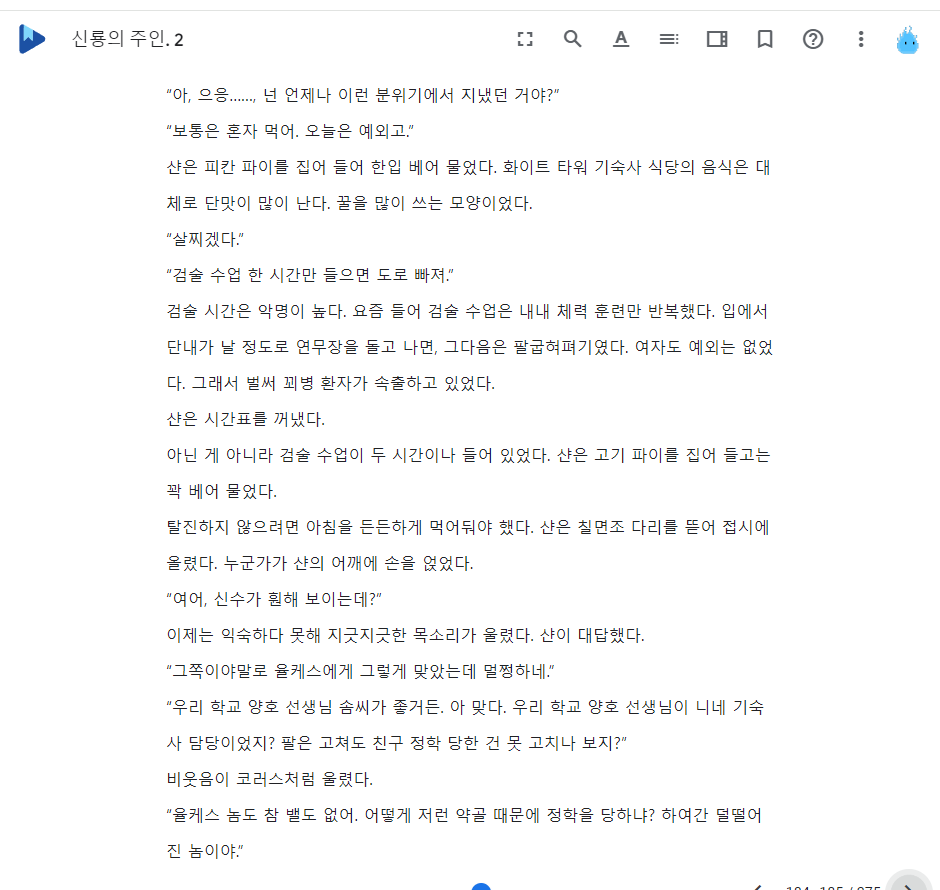 신룡의 주인. 2
“아, 으응……, 넌 언제나 이런 분위기에서 지냈던 거야?”
“보통은 혼자 먹어. 오늘은 예외고.”
샨은 피칸 파이를 집어 들어 한입 베어 물었다. 화이트 타워 기숙사 식당의 음식은 대
체로 단맛이 많이 난다. 꿀을 많이 쓰는 모양이었다.
“살찌겠다.”
“검술 수업 한 시간만 들으면 도로 빠져.”
검술 시간은 악명이 높다. 요즘 들어 검술 수업은 내내 체력 훈련만 반복했다. 입에서
단내가 날 정도로 연무장을 돌고 나면, 그다음은 팔굽혀펴기였다. 여자도 예외는 없었
다. 그래서 벌써 꾀병 환자가 속출하고 있었다.
샨은 시간표를 꺼냈다.
아닌 게 아니라 검술 수업이 두 시간이나 들어 있었다. 샨은 고기 파이를 집어 들고는
꽉 베어 물었다.
탈진하지 않으려면 아침을 든든하게 먹어둬야 했다. 샨은 칠면조 다리를 뜯어 접시에
올렸다. 누군가가 샨의 어깨에 손을 얹었다.
“여어, 신수가 훤해 보이는데?”
이제는 익숙하다 못해 지긋지긋한 목소리가 울렸다. 샨이 대답했다.
“그쪽이야말로 율케스에게 그렇게 맞았는데 멀쩡하네.”
“우리 학교 양호 선생님 솜씨가 좋거든. 아 맞다. 우리 학교 양호 선생님이 니네 기숙
사 담당이었지? 팔은 고쳐도 친구 정학 당한 건 못 고치나 보지?”
비웃음이 코러스처럼 울렸다.
“율케스 놈도 참 밸도 없어. 어떻게 저런 약골 때문에 정학을 당하냐? 하여간 덜떨어
진 놈이야.”